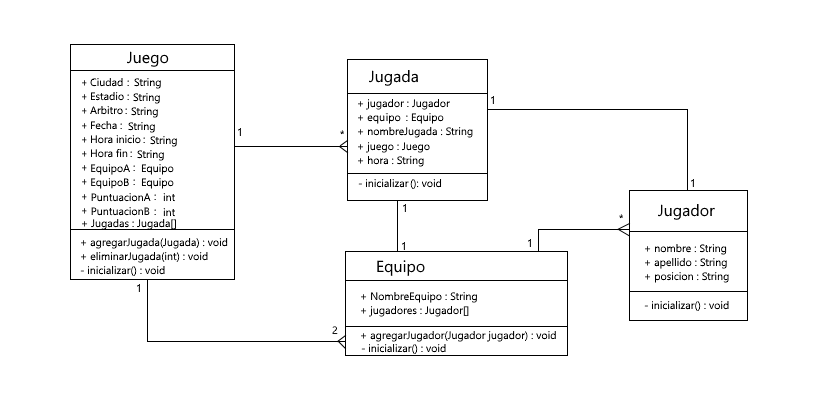 Juego
+ Ciudad : String
+ Estadio : String
+ Arbitro : String
+ Fecha : String
+ Hora inicio : String
+ Hora fin : String
+ EquipoA : Equipo
+ EquipoB : Equipo
+ PuntuacionA : int
+ PuntuacionB : int
+ Jugadas : Jugada[]
+ agregarJugada(Jugada) : void
+ eliminarJugada(int) : void
- inicializar() : void
1
*
1
2
Jugada
+ jugador : Jugador
+ equipo : Equipo
+ nombreJugada : String
+ juego : Juego
+ hora : String
- inicializar (): void
1
1
1
1
Equipo
+ NombreEquipo : String
+ jugadores : Jugador[]
+ agregarJugador(Jugador jugador) : void
- inicializar() : void
1
*
Jugador
+ nombre : String
+ apellido : String
+ posicion : String
- inicializar() : void